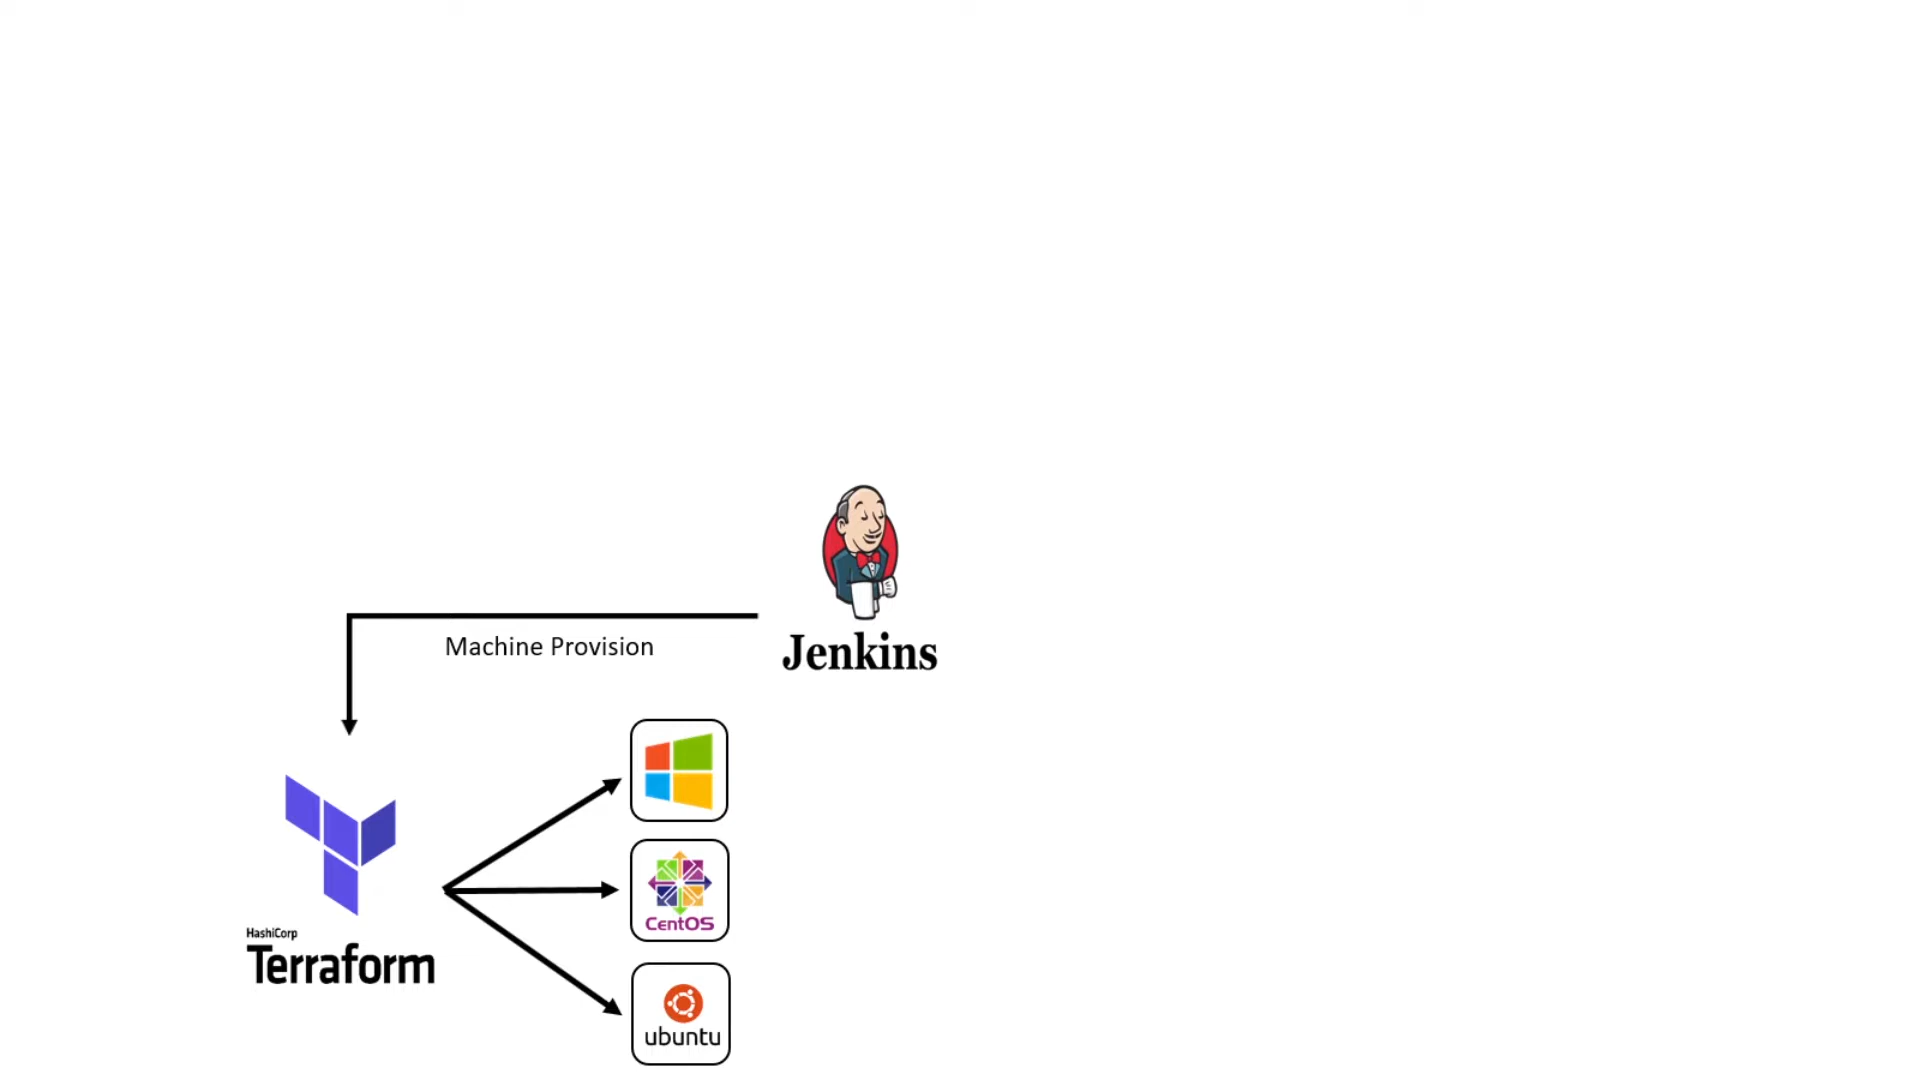 Machine Provision
Jenkins
CentOS
HashiCorp
Terraform
ubuntu